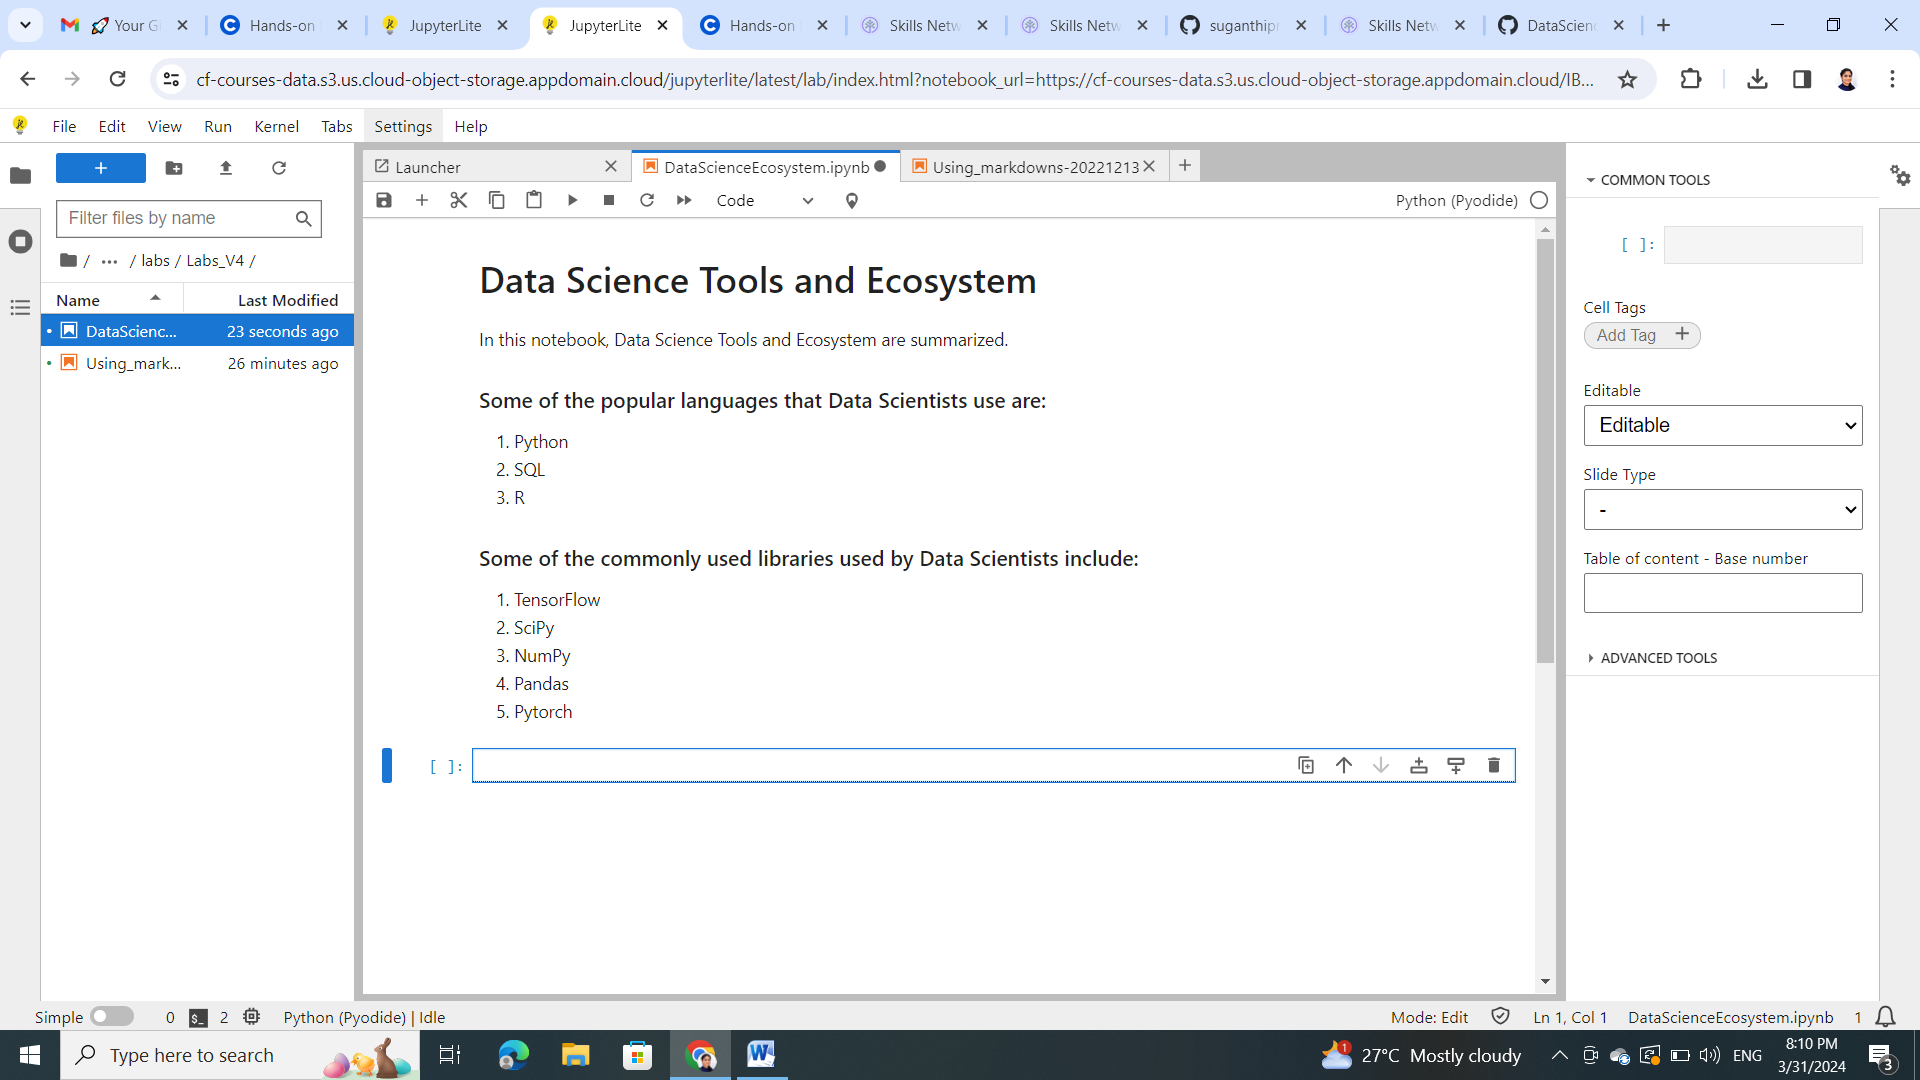 Your G
Hands-on
JupyterLite
JupyterLite
Hands-on
Skills Netw
Skills Netw
suganthipr
Skills Netw
DataScienc
cf-courses-data.s3.us.cloud-object-storage.appdomain.cloud/jupyterlite/latest/lab/index.html?notebook_url=https://cf-courses-data.s3.us.cloud-object-storage.appdomain.cloud/IB...
File Edit View Run Kernel Tabs Settings Help
Launcher
DataScienceEcosystem.ipynb
Using_markdowns-20221213
Code
Python (Pyodide)
Filter files by name
/ ··· / labs / Labs_V4 /
Name Last Modified
DataScienc... 23 seconds ago
Using_mark... 26 minutes ago
Data Science Tools and Ecosystem
In this notebook, Data Science Tools and Ecosystem are summarized.
Some of the popular languages that Data Scientists use are:
1. Python
2. SQL
3. R
Some of the commonly used libraries used by Data Scientists include:
1. TensorFlow
2. SciPy
3. NumPy
4. Pandas
5. Pytorch
[ ]:
COMMON TOOLS
[ ]:
Cell Tags
Add Tag +
Editable
Editable
Slide Type
-
Table of content - Base number
ADVANCED TOOLS
Simple 0 $_ 2 Python (Pyodide) | Idle
Mode: Edit Ln 1, Col 1 DataScienceEcosystem.ipynb 1
Type here to search
1 27°C Mostly cloudy
ENG
8:10 PM
3/31/2024
3